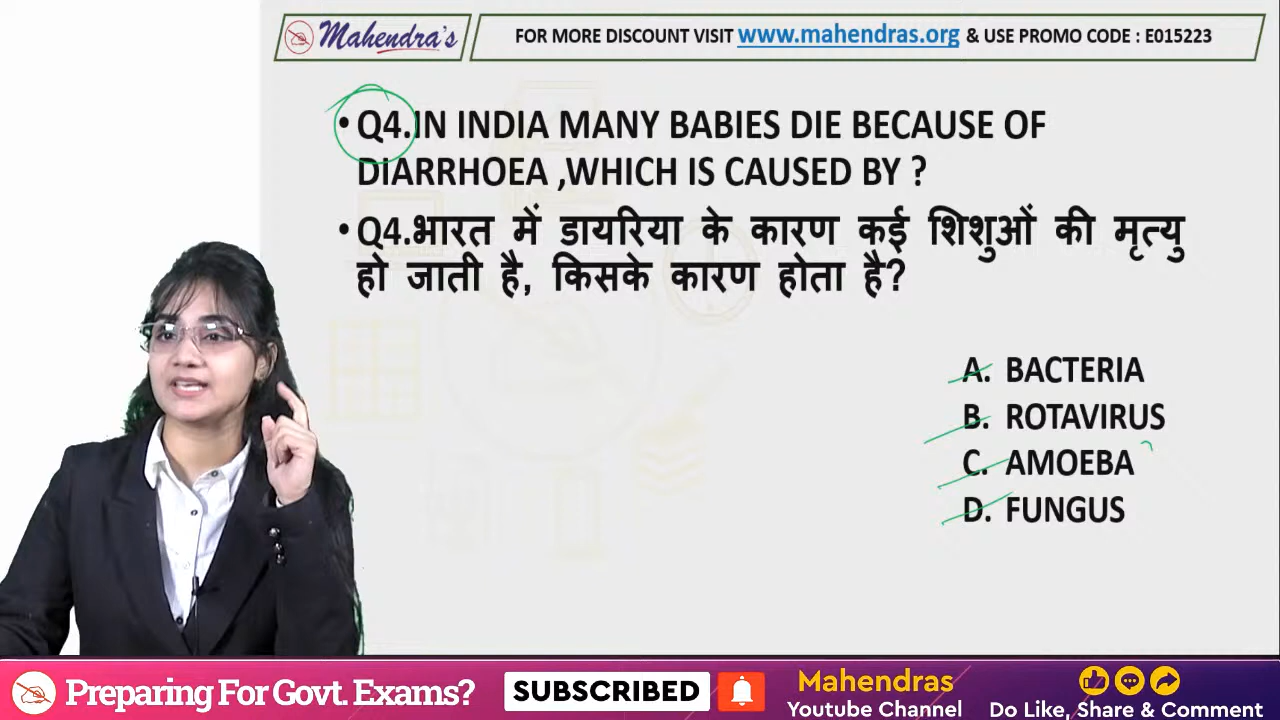 Mahendra's
FOR MORE DISCOUNT VISIT www.mahendras.org & USE PROMO CODE : E015223
• Q4.IN INDIA MANY BABIES DIE BECAUSE OF
DIARRHOEA ,WHICH IS CAUSED BY ?
• Q4.भारत में डायरिया के कारण कई शिशुओं की मृत्यु
हो जाती है, किसके कारण होता है?
A. BACTERIA
B. ROTAVIRUS
C. AMOEBA
D. FUNGUS
Preparing For Govt. Exams?
SUBSCRIBED
Mahendras
Youtube Channel
Do Like, Share & Comment